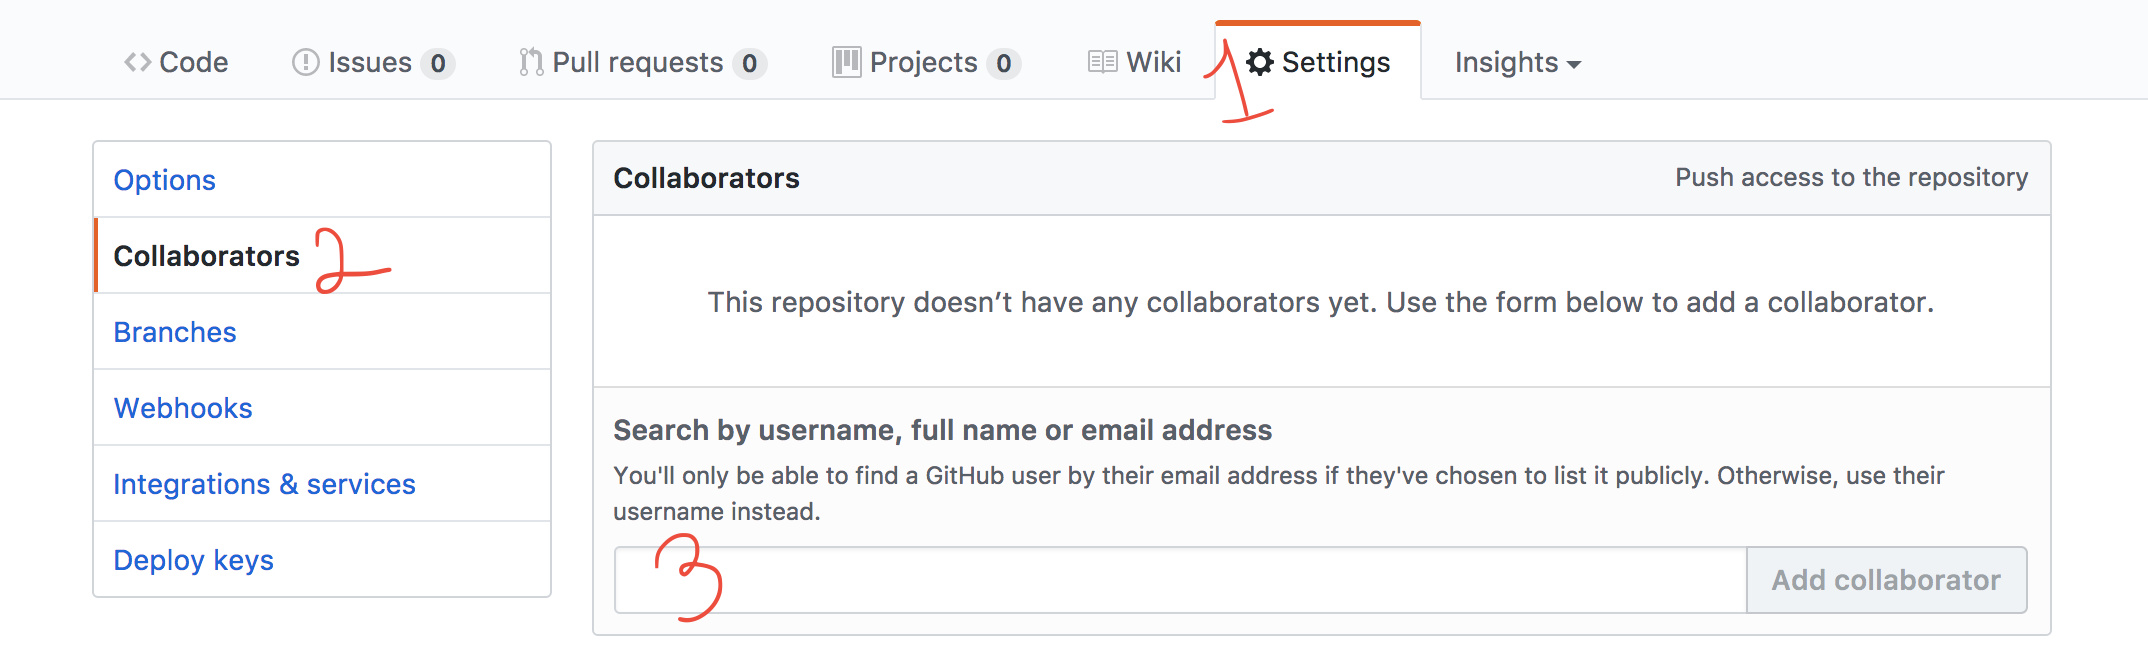 Code Issues 0 Pull requests 0 Projects 0 Wiki 1 Settings Insights
Options
Collaborators 2
Branches
Webhooks
Integrations & services
Deploy keys
Collaborators Push access to the repository
This repository doesn’t have any collaborators yet. Use the form below to add a collaborator.
Search by username, full name or email address
You'll only be able to find a GitHub user by their email address if they've chosen to list it publicly. Otherwise, use their
username instead.
3 Add collaborator